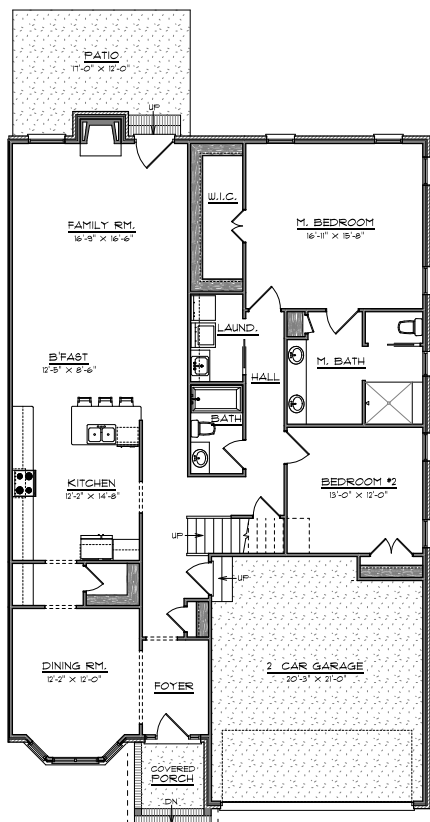 PATIO
17'-0" X 12'-0"
UP
W.I.C.
M. BEDROOM
16'-11" X 15'-8"
FAMILY RM.
16'-9" X 16'-6"
LAUND.
B'FAST
12'-5" X 8'-6"
M. BATH
HALL
BATH
KITCHEN
12'-2" X 14'-8"
BEDROOM #2
13'-0" X 12'-0"
UP
UP
DINING RM.
12'-2" X 12'-0"
2 CAR GARAGE
20'-3" X 21'-0"
FOYER
COVERED
PORCH
DN